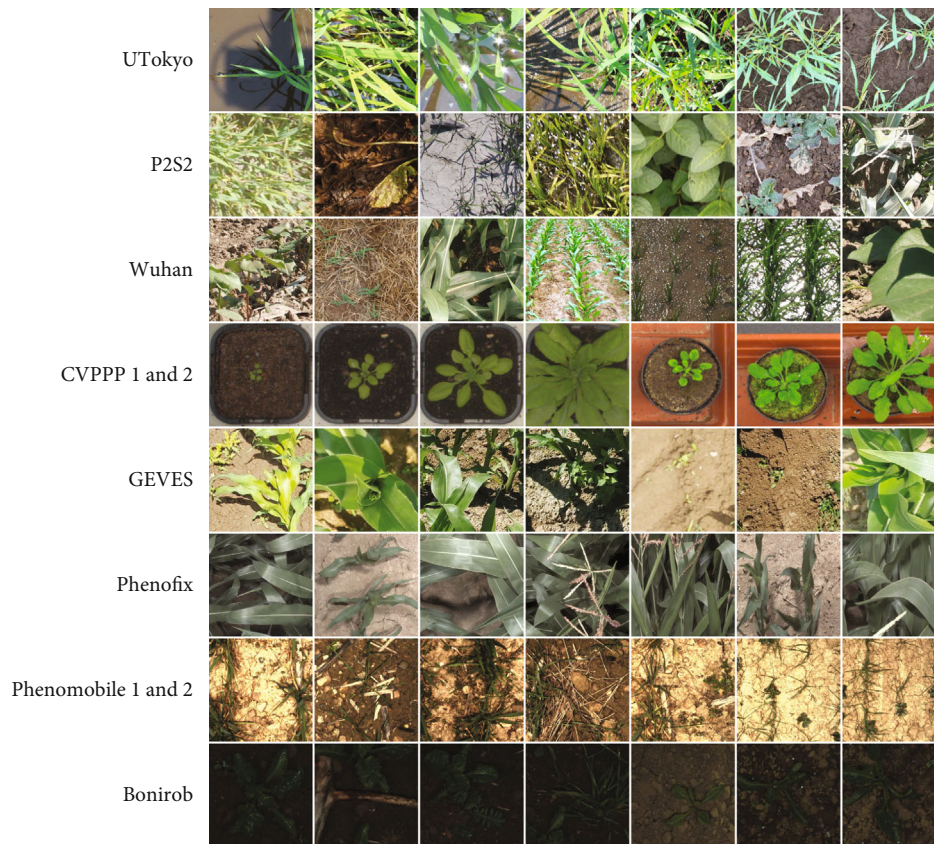 UTokyo
P2S2
Wuhan
CVPPP 1 and 2
GEVES
Phenofix
Phenomobile 1 and 2
Bonirob